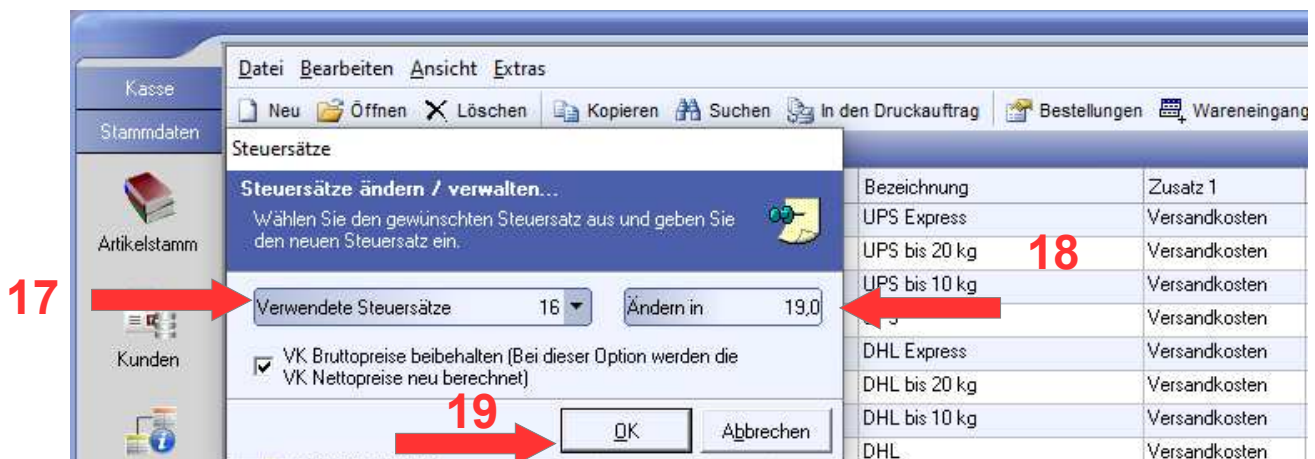 Datei Bearbeiten Ansicht Extras
Kasse
Neu Öffnen Löschen Kopieren Suchen In den Druckauftrag Bestellungen Wareneingang
Stammdaten
Steuersätze
Steuersätze ändern / verwalten...
Wählen Sie den gewünschten Steuersatz aus und geben Sie
den neuen Steuersatz ein.
Artikelstamm
Kunden
17
Verwendete Steuersätze 16
Ändern in 19,0
18
VK Bruttopreise beibehalten (Bei dieser Option werden die
VK Nettopreise neu berechnet)
19
OK Abbrechen
Bezeichnung Zusatz 1
UPS Express Versandkosten
UPS bis 20 kg Versandkosten
UPS bis 10 kg Versandkosten
Versandkosten
DHL Express Versandkosten
DHL bis 20 kg Versandkosten
DHL bis 10 kg Versandkosten
DHL Versandkosten